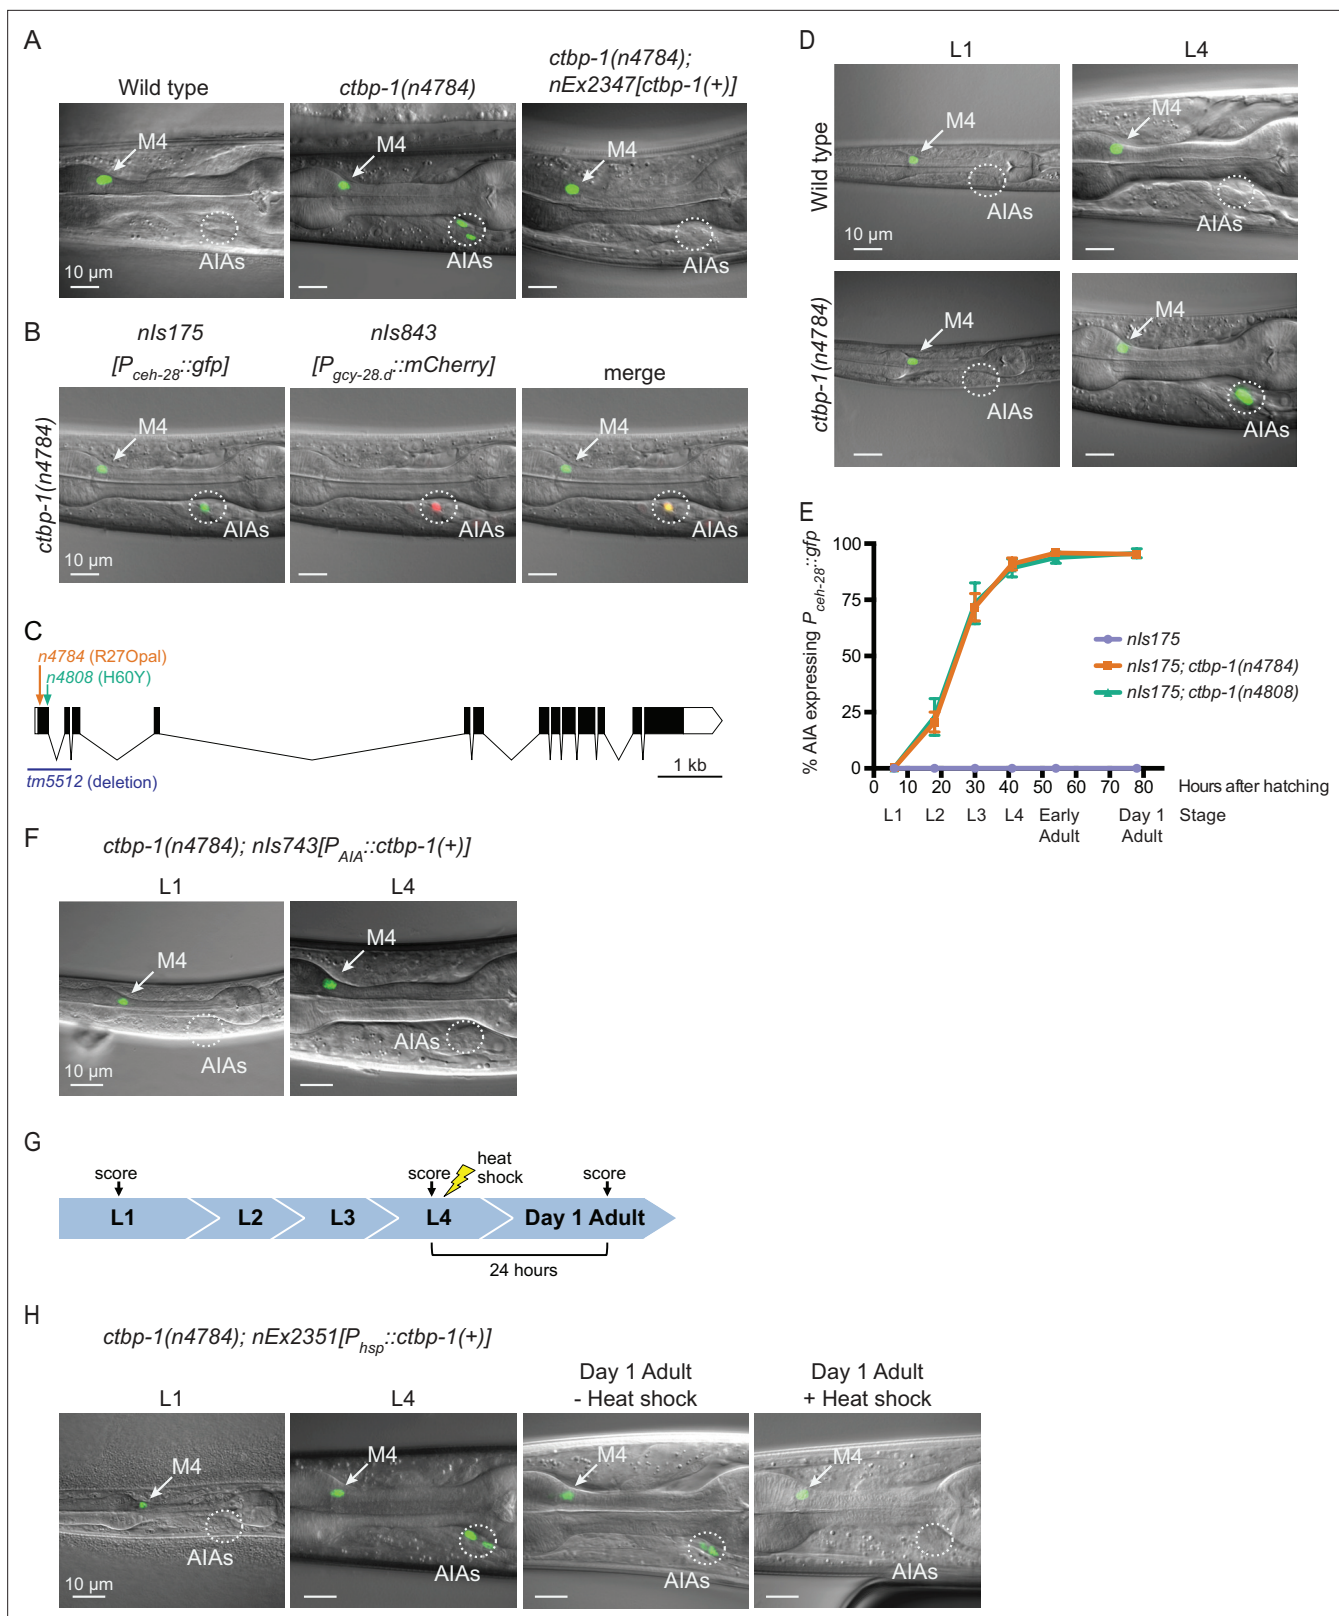 A
Wild type
ctbp-1(n4784)
ctbp-1(n4784);
nEx2347[ctbp-1(+)]
M4
AIAs
10 µm
M4
AIAs
M4
AIAs
B
nIs175
[Pceh-28::gfp]
nIs843
[Pgcy-28.d::mCherry]
merge
ctbp-1(n4784)
M4
AIAs
10 µm
AIAs
M4
AIAs
C
n4784 (R27Opal)
n4808 (H60Y)
tm5512 (deletion)
1 kb
D
L1
L4
Wild type
M4
AIAs
10 µm
M4
AIAs
ctbp-1(n4784)
M4
AIAs
M4
AIAs
E
% AIA expressing Pceh-28::gfp
100
75
50
25
0
nIs175
nIs175; ctbp-1(n4784)
nIs175; ctbp-1(n4808)
0 10 20 30 40 50 60 70 80 Hours after hatching
L1 L2 L3 L4 Early Adult Day 1 Adult Stage
F
ctbp-1(n4784); nIs743[PAIA::ctbp-1(+)]
L1
L4
M4
AIAs
10 µm
M4
AIAs
G
score
score
heat
shock
score
L1
L2
L3
L4
Day 1 Adult
24 hours
H
ctbp-1(n4784); nEx2351[Phsp::ctbp-1(+)]
L1
L4
Day 1 Adult
- Heat shock
Day 1 Adult
+ Heat shock
M4
AIAs
10 µm
M4
AIAs
M4
AIAs
M4
AIAs